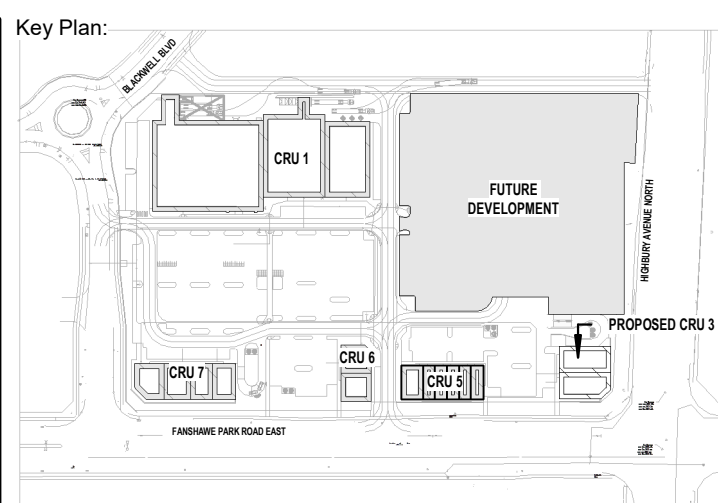 Key Plan:
BLACKWELL BLVD
CRU 1
FUTURE
DEVELOPMENT
HIGHBURY AVENUE NORTH
PROPOSED CRU 3
CRU 6
CRU 7
CRU 5
FANSHAWE PARK ROAD EAST